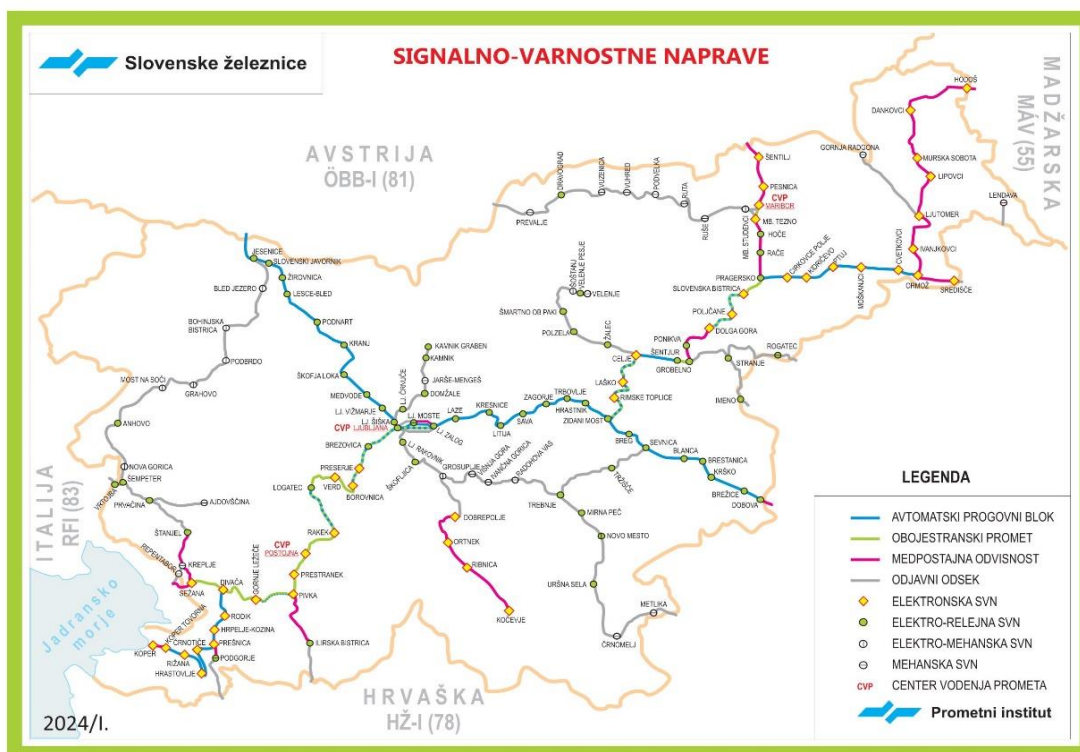 Slovenske železnice
SIGNALNO-VARNOSTNE NAPRAVE
AVSTRIJA
ÖBB-I (81)
MADŽARSKA
MÁV (55)
ITALIJA
RFI (83)
HRVAŠKA
HŽ-I (78)
Jadransko
morje
HODOŠ
DANKOVCI
GORNJA RADGONA
MURSKA SOBOTA
LIPOVCI
LENDAVA
LJUTOMER
IVANJKOVCI
CVETKOVCI
ORMOŽ
SREDIŠČE
MOŠKANJCI
PTUJ
KIDRIČEVO
CIRKOVCE POLJE
PRAGERSKO
ŠENTILJ
PESNICA
CVP
MARIBOR
MB. TEZNO
MB. STUDENCI
HOČE
RAČE
RUŠE
RUTA
PODVELKA
VUHRED
VUZENICA
DRAVOGRAD
PREVALJE
SLOVENSKA BISTRICA
POLJČANE
DOLGA GORA
PONIKVA
ŠENTJUR
GROBELNO
STRANJE
ROGATEC
IMENO
CELJE
LAŠKO
RIMSKE TOPLICE
ŽALEC
POLZELA
ŠMARTNO OB PAKI
ŠOŠTANJ
VELENJE PESJE
VELENJE
JESENICE
SLOVENSKI JAVORNIK
ŽIROVNICA
LESCE-BLED
BLED JEZERO
BOHINJSKA
BISTRICA
PODBRDO
GRAHOVO
MOST NA SOČI
ANHOVO
NOVA GORICA
ŠEMPETER
VRTOJBA
PRVAČINA
AJDOVŠČINA
ŠTANJEL
KREPLJE
REPENTABOR
SEŽANA
PODNART
KRANJ
ŠKOFJA LOKA
MEDVODE
LJ. VIŽMARJE
LJ. ŠIŠKA
CVP
LJUBLJANA
LJ. ČRNUČE
KAVNIK GRABEN
KAMNIK
JARŠE-MENGEŠ
DOMŽALE
LJ. MOSTE
LJ. ZALOG
LAZE
KRESNICE
LITIJA
SAVA
ZAGORJE
TRBOVLJE
HRASTNIK
ZIDANI MOST
BREG
SEVNICA
BLANCA
BRESTANICA
KRŠKO
BREŽICE
DOBOVA
BREZOVICA
PRESERJE
VERD
BOROVNICA
LOGATEC
RAKEK
CVP
POSTOJNA
PRESTRANEK
PIVKA
GORNJE LEŽEČE
DIVAČA
RODIK
HRPELJE-KOZINA
PREŠNICA
PODGORJE
ČRNOTIČE
KOPER TOVORNA
KOPER
RIŽANA
HRASTOVLJE
ILIRSKA BISTRICA
LJ. RAKOVNIK
ŠKOFLJICA
GROSUPLJE
VIŠNJA GORA
IVANČNA GORICA
RADOHOVA VAS
TREBNJE
TRŽIŠČE
MIRNA PEČ
NOVO MESTO
URŠNA SELA
METLIKA
ČRNOMELJ
DOBREPOLJE
ORTNEK
RIBNICA
KOČEVJE
LEGENDA
AVTOMATSKI PROGOVNI BLOK
OBOJESTRANSKI PROMET
MEDPOSTAJNA ODVISNOST
ODJAVNI ODSEK
ELEKTRONSKA SVN
ELEKTRO-RELEJNA SVN
ELEKTRO-MEHANSKA SVN
MEHANSKA SVN
CVP CENTER VODENJA PROMETA
Prometni institut
2024/I.